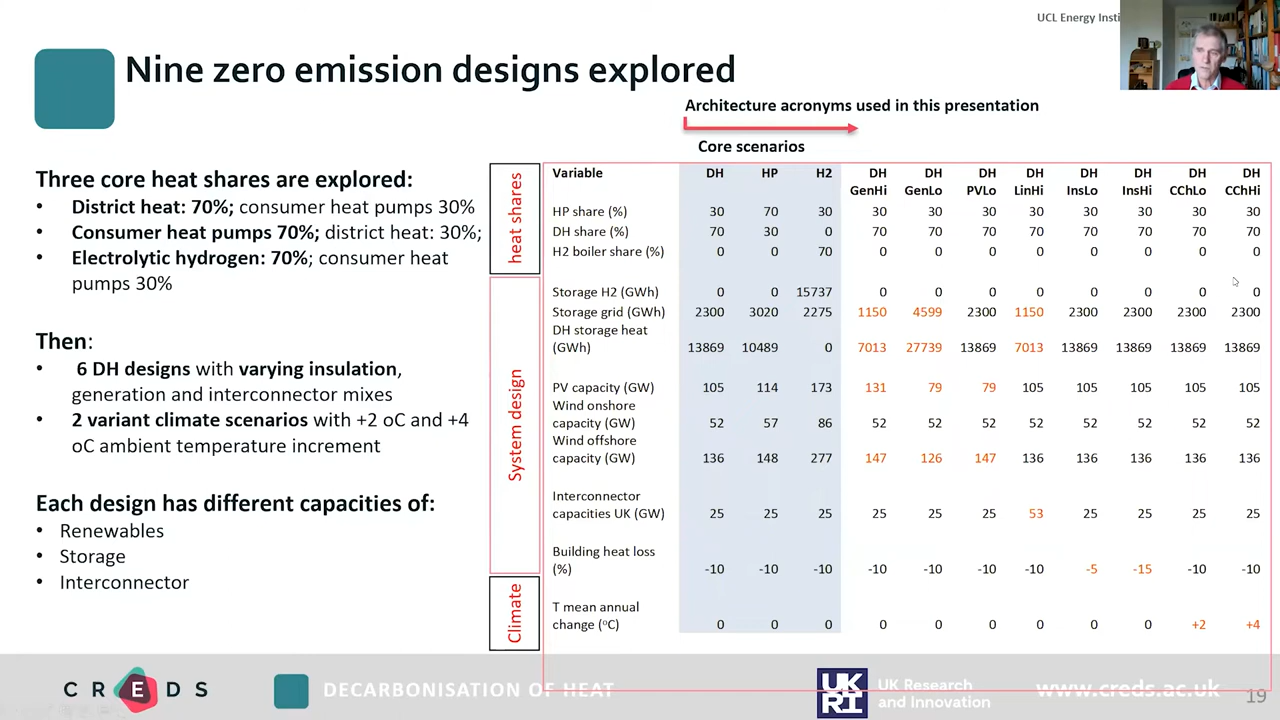 UCL Energy Insti
Nine zero emission designs explored
Architecture acronyms used in this presentation
Core scenarios
Three core heat shares are explored:
• District heat: 70%; consumer heat pumps 30%
• Consumer heat pumps 70%; district heat: 30%;
• Electrolytic hydrogen: 70%; consumer heat
pumps 30%
Then:
• 6 DH designs with varying insulation,
generation and interconnector mixes
• 2 variant climate scenarios with +2 oC and +4
oC ambient temperature increment
Each design has different capacities of:
• Renewables
• Storage
• Interconnector
heat shares
System design
Climate
Variable DH HP H2 DH DH DH DH DH DH DH DH
GenHi GenLo PVLo LinHi InsLo InsHi CChLo CChHi
HP share (%) 30 70 30 30 30 30 30 30 30 30 30
DH share (%) 70 30 0 70 70 70 70 70 70 70 70
H2 boiler share (%) 0 0 70 0 0 0 0 0 0 0 0
Storage H2 (GWh) 0 0 15737 0 0 0 0 0 0 0 0
Storage grid (GWh) 2300 3020 2275 1150 4599 2300 1150 2300 2300 2300 2300
DH storage heat
(GWh) 13869 10489 0 7013 27739 13869 7013 13869 13869 13869 13869
PV capacity (GW) 105 114 173 131 79 79 105 105 105 105 105
Wind onshore
capacity (GW) 52 57 86 52 52 52 52 52 52 52 52
Wind offshore
capacity (GW) 136 148 277 147 126 147 136 136 136 136 136
Interconnector
capacities UK (GW) 25 25 25 25 25 25 53 25 25 25 25
Building heat loss
(%) -10 -10 -10 -10 -10 -10 -10 -5 -15 -10 -10
T mean annual
change (oC) 0 0 0 0 0 0 0 0 0 +2 +4
CREDS
DECARBONISATION OF HEAT
UK
RI
UK Research
and Innovation
www.creds.ac.uk
19